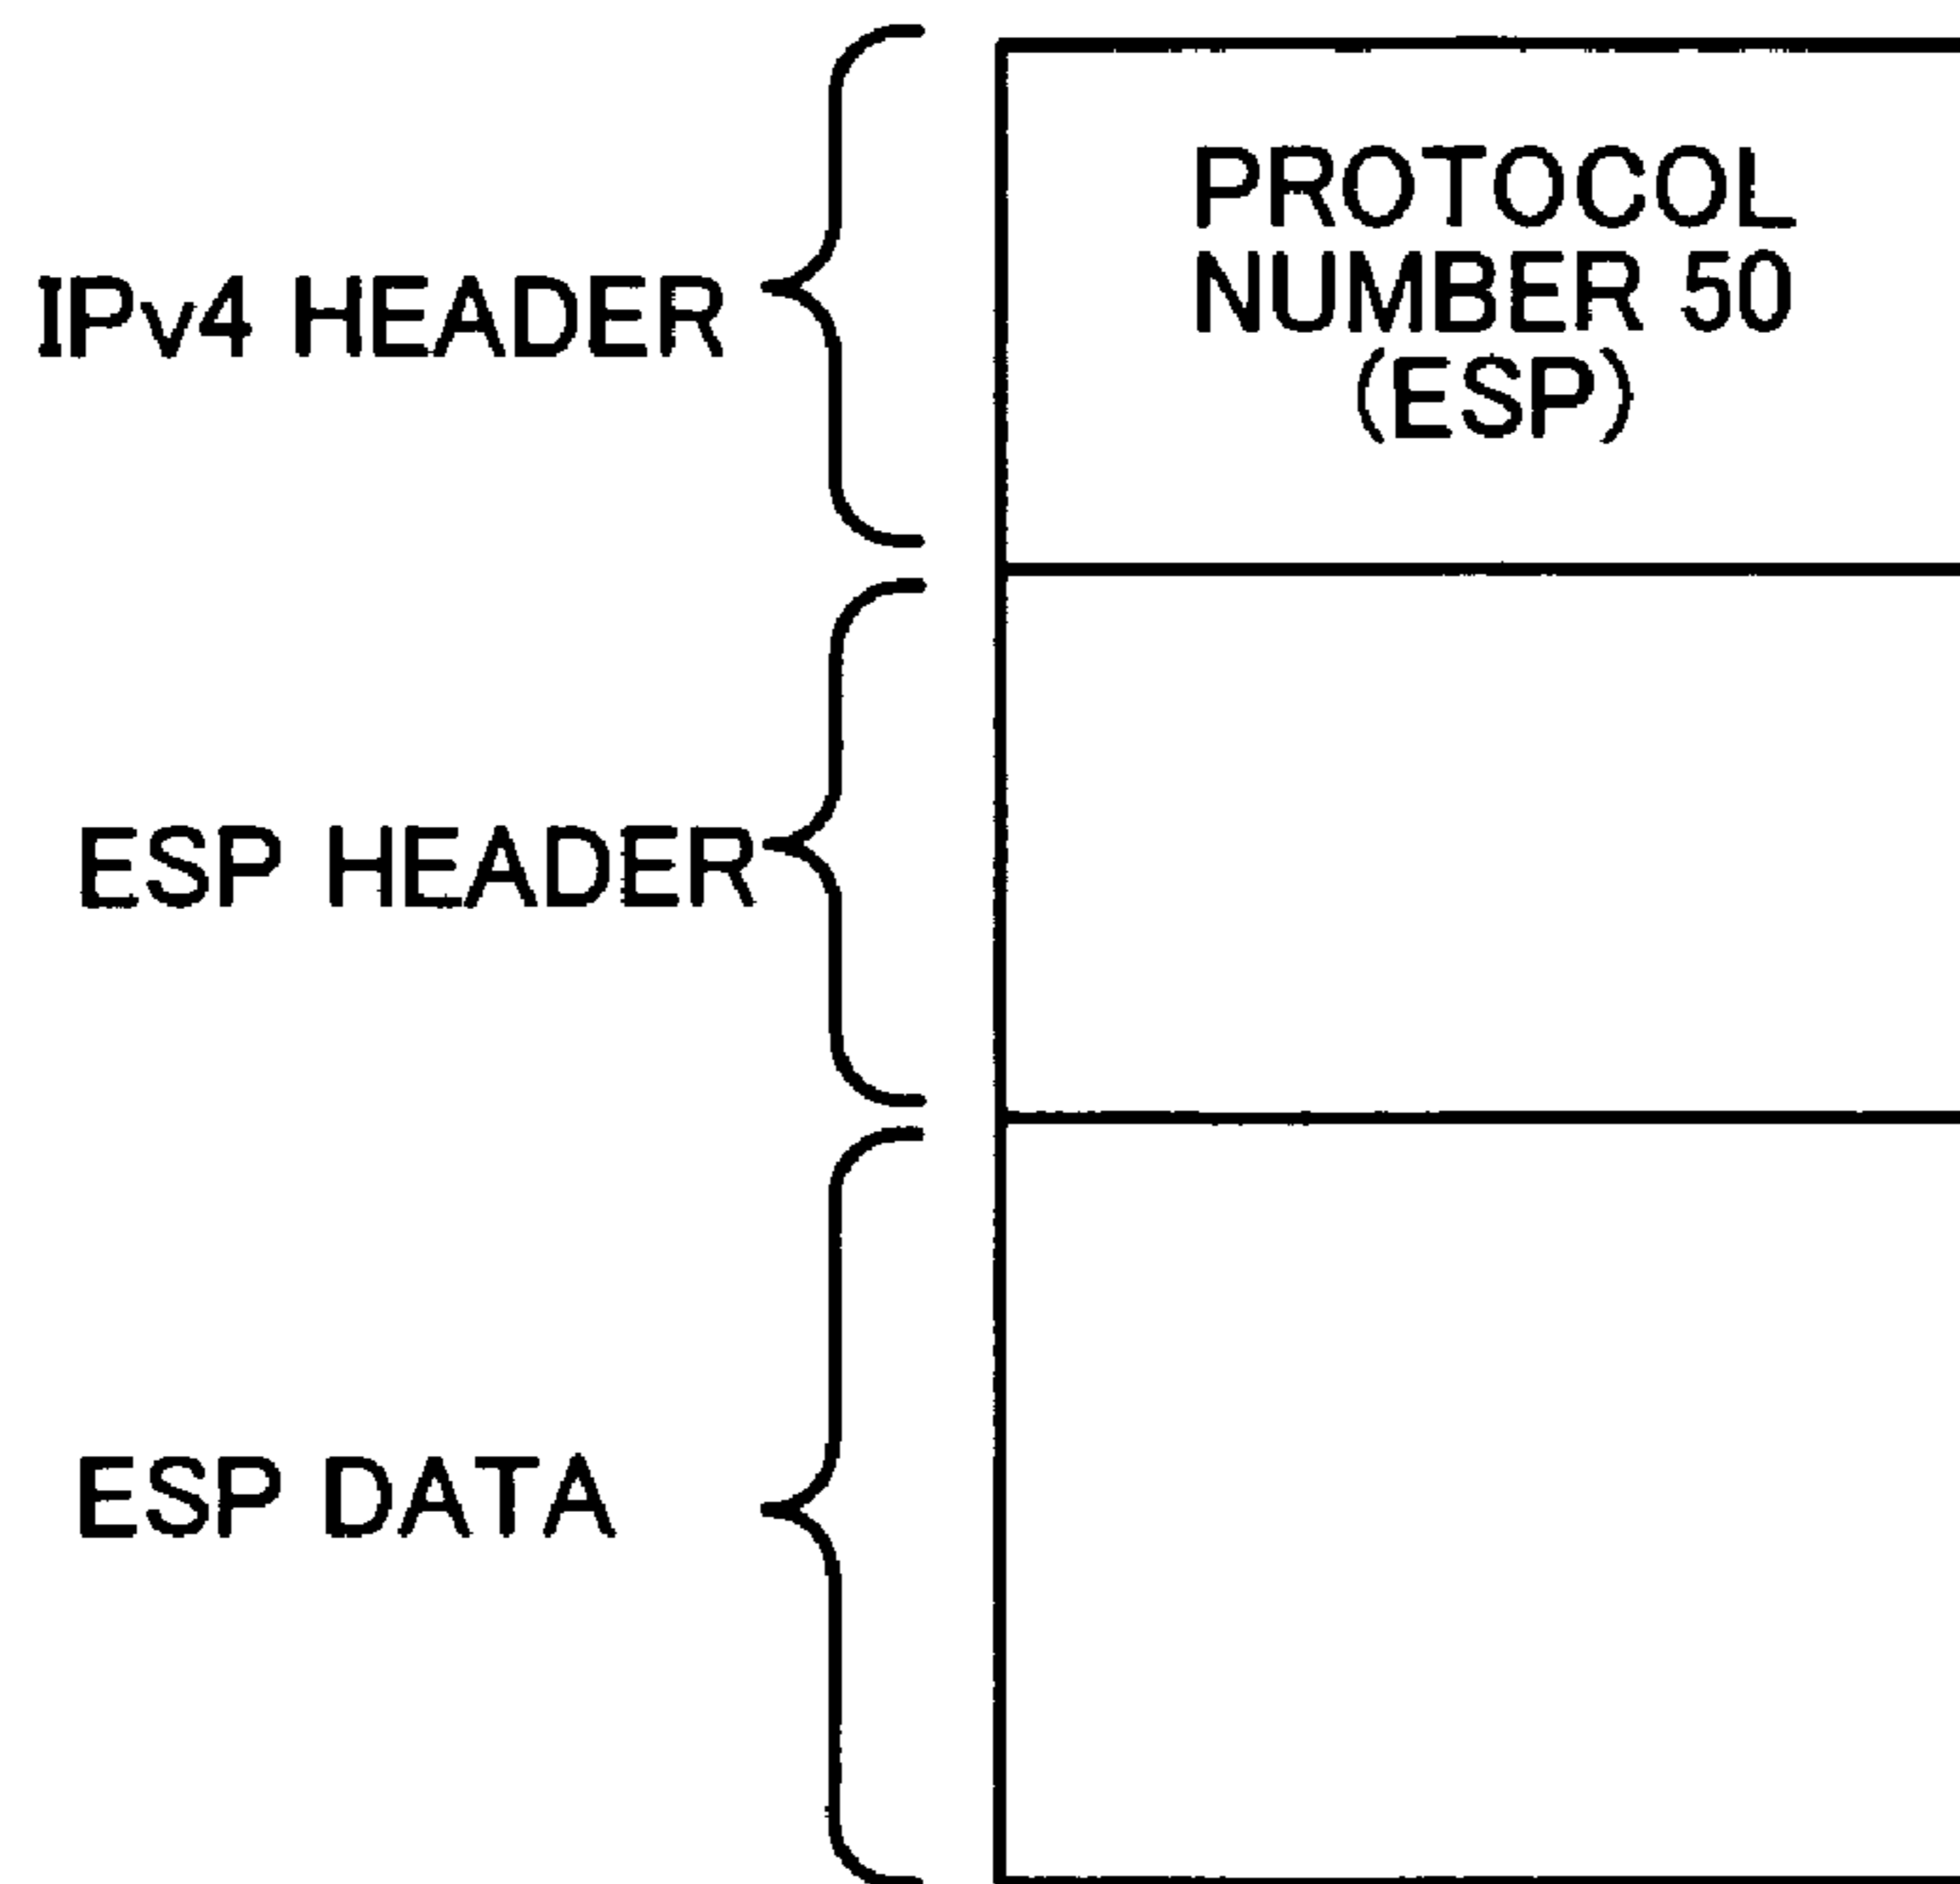 IPv4 HEADER
PROTOCOL
NUMBER 50
(ESP)
ESP HEADER
ESP DATA